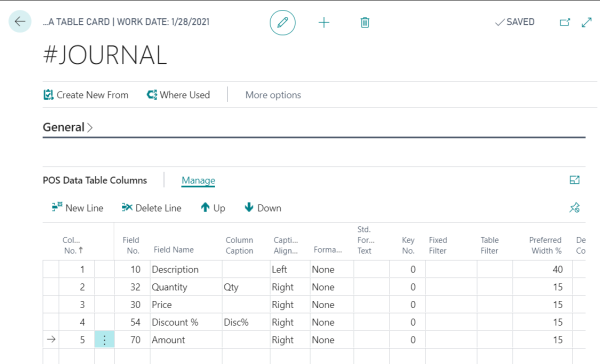 ...A TABLE CARD | WORK DATE: 1/28/2021
SAVED
#JOURNAL
Create New From Where Used More options
General
POS Data Table Columns Manage
New Line Delete Line Up Down
Col... No. Field No. Field Name Column Caption Capti... Align... Forma... Std. For... Text Key No. Fixed Filter Table Filter Preferred Width % De Co
1 10 Description Left None 0 40
2 32 Quantity Qty Right None 0 15
3 30 Price Right None 0 15
4 54 Discount % Disc% Right None 0 15
5 70 Amount Right None 0 15